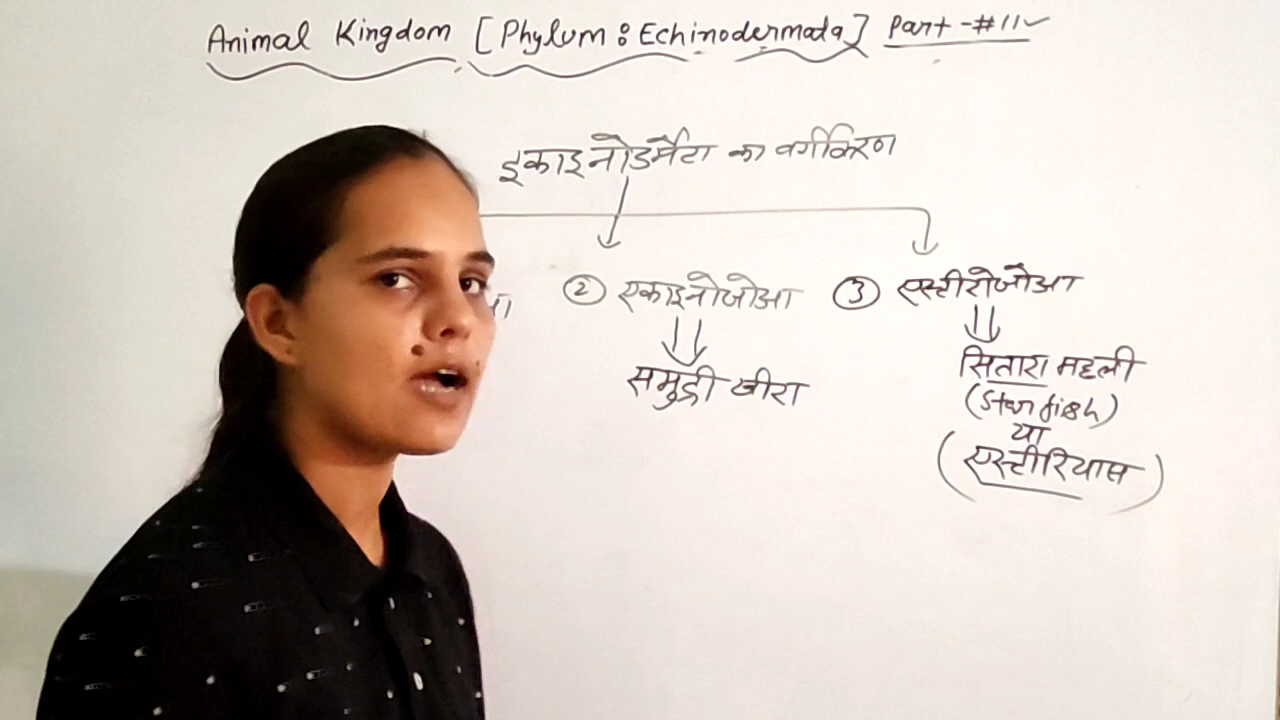 Animal Kingdom [Phylum : Echinodermata] Part-#11
इकाइनोडर्मेटा का वर्गीकरण
② एकाइनोजोआ ③ एस्टीरोजोआ
समुद्री खीरा
सितारा मछली
(Star fish)
या
(एस्टीरियास)